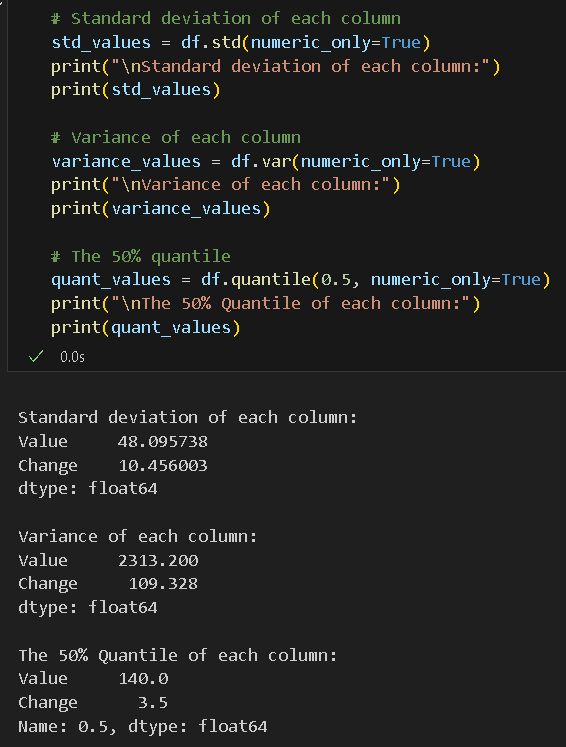 # Standard deviation of each column
std_values = df.std(numeric_only=True)
print("\nStandard deviation of each column:")
print(std_values)
# Variance of each column
variance_values = df.var(numeric_only=True)
print("\nVariance of each column:")
print(variance_values)
# The 50% quantile
quant_values = df.quantile(0.5, numeric_only=True)
print("\nThe 50% Quantile of each column:")
print(quant_values)
0.0s
Standard deviation of each column:
Value     48.095738
Change    10.456003
dtype: float64
Variance of each column:
Value     2313.200
Change     109.328
dtype: float64
The 50% Quantile of each column:
Value     140.0
Change      3.5
Name: 0.5, dtype: float64